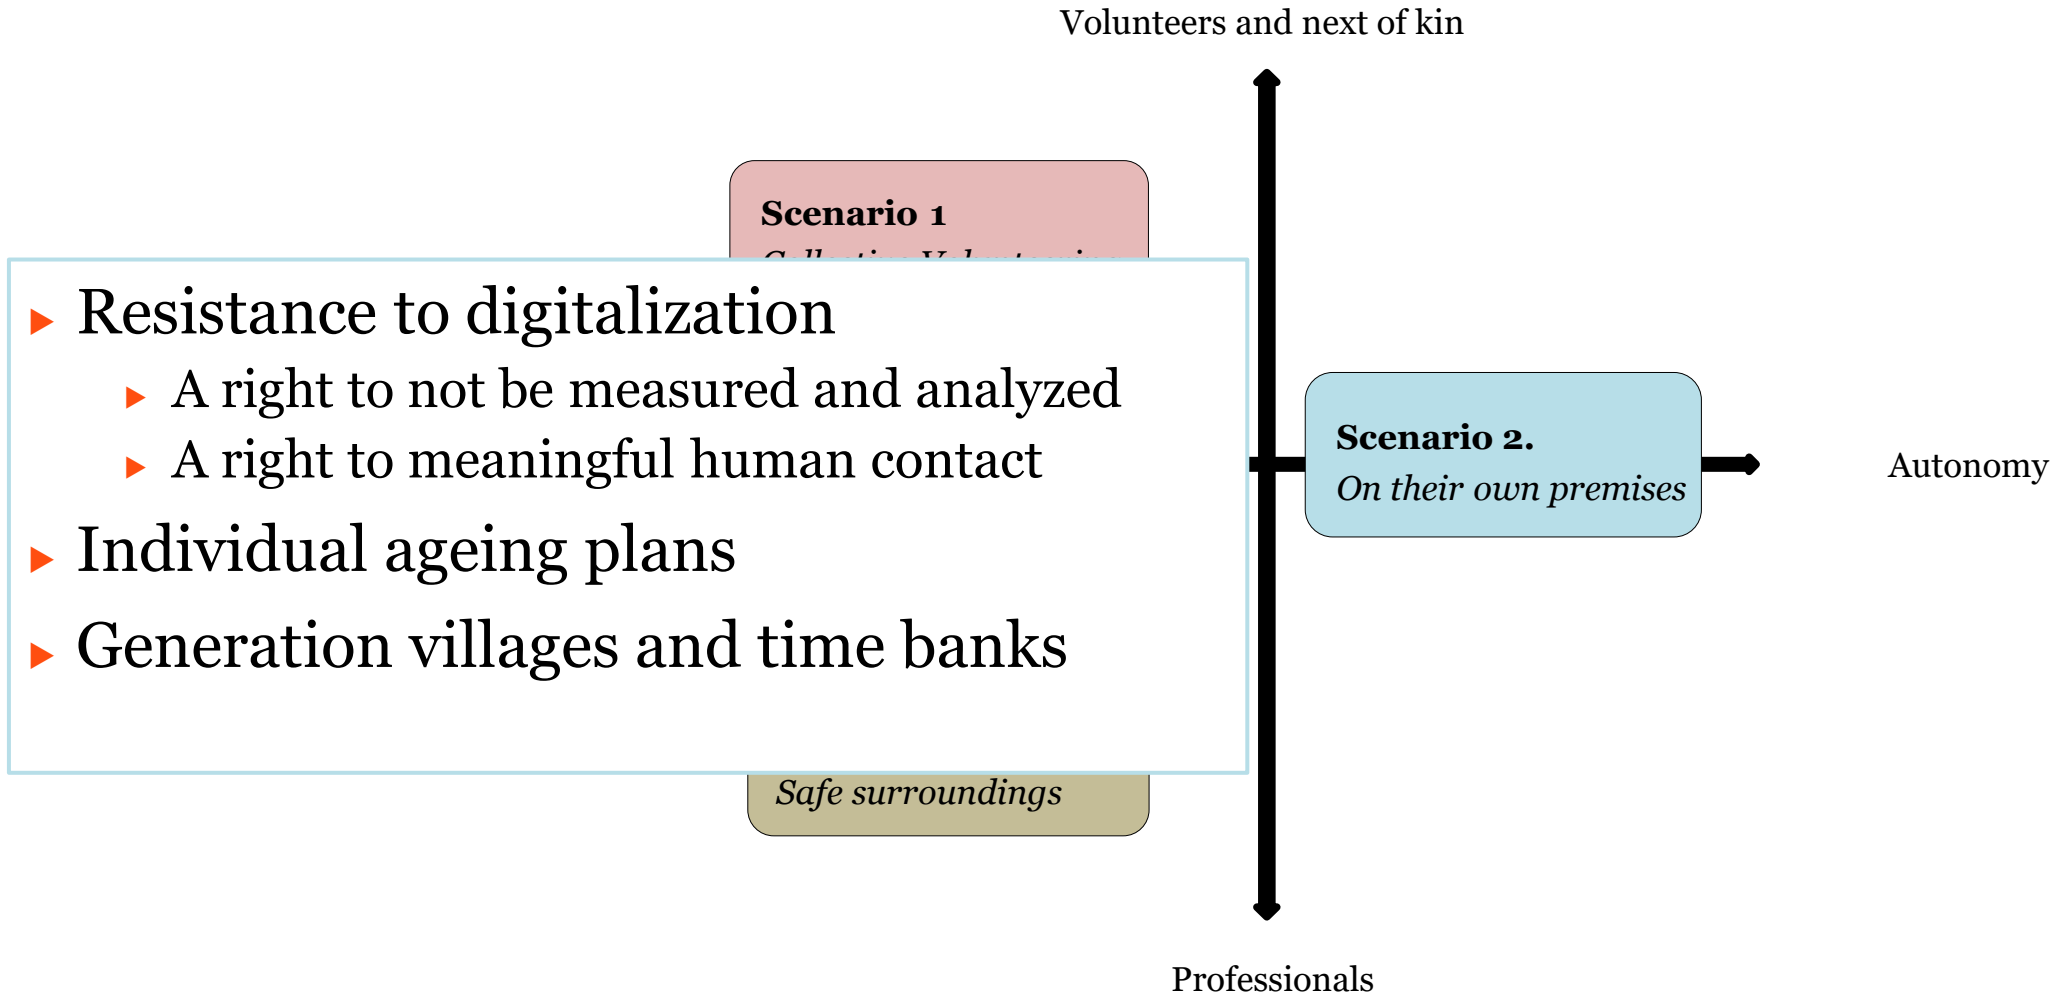 Volunteers and next of kin
Scenario 1
Resistance to digitalization
A right to not be measured and analyzed
A right to meaningful human contact
Individual ageing plans
Generation villages and time banks
Scenario 2.
On their own premises
Autonomy
Safe surroundings
Professionals